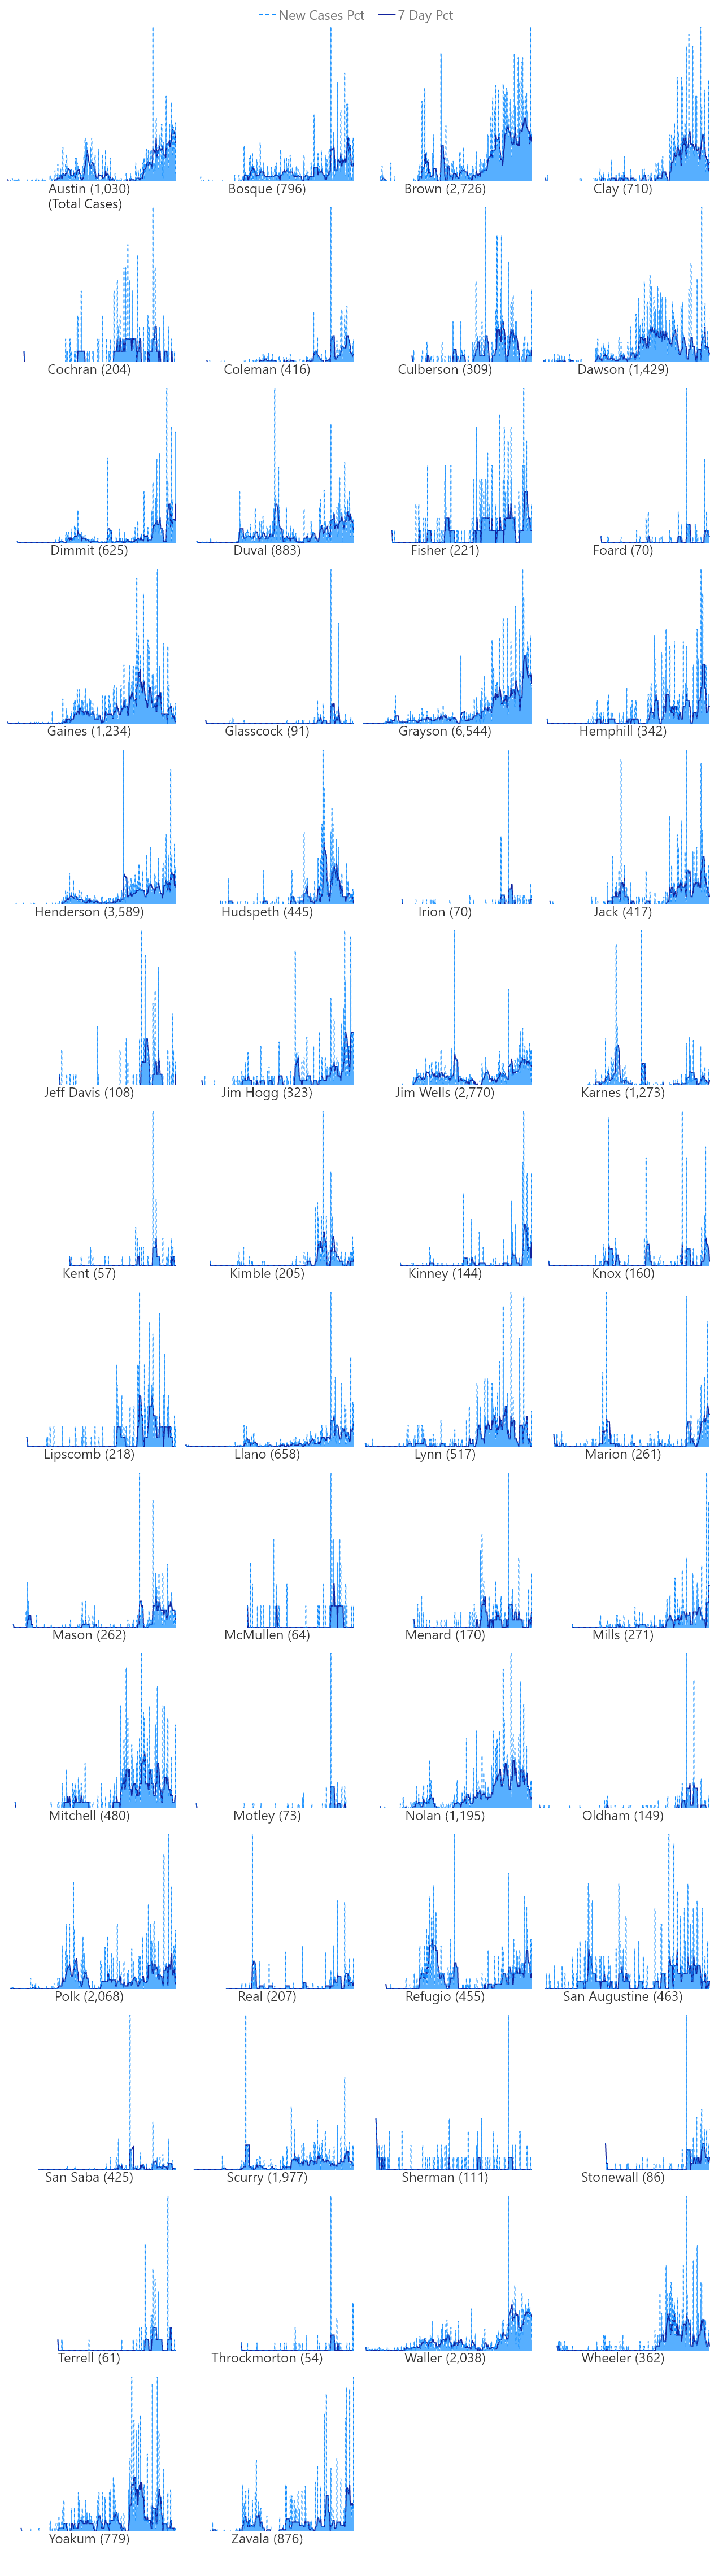 New Cases Pct 7 Day Pct
Austin (1,030) Bosque (796) Brown (2,726) Clay (710)
(Total Cases)
Cochran (204) Coleman (416) Culberson (309) Dawson (1,429)
Dimmit (625) Duval (883) Fisher (221) Foard (70)
Gaines (1,234) Glasscock (91) Grayson (6,544) Hemphill (342)
Henderson (3,589) Hudspeth (445) Irion (70) Jack (417)
Jeff Davis (108) Jim Hogg (323) Jim Wells (2,770) Karnes (1,273)
Kent (57) Kimble (205) Kinney (144) Knox (160)
Lipscomb (218) Llano (658) Lynn (517) Marion (261)
Mason (262) McMullen (64) Menard (170) Mills (271)
Mitchell (480) Motley (73) Nolan (1,195) Oldham (149)
Polk (2,068) Real (207) Refugio (455) San Augustine (463)
San Saba (425) Scurry (1,977) Sherman (111) Stonewall (86)
Terrell (61) Throckmorton (54) Waller (2,038) Wheeler (362)
Yoakum (779) Zavala (876)